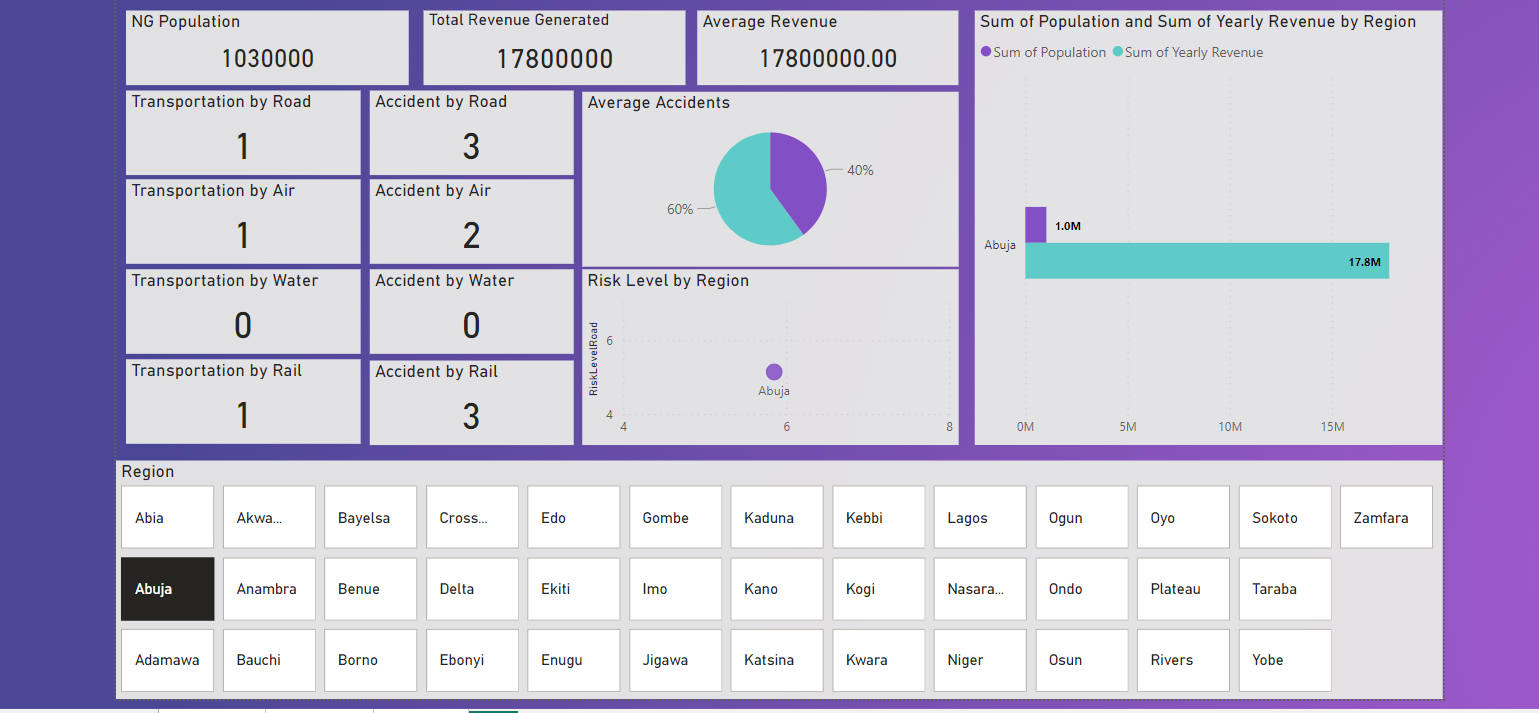 NG Population
1030000
Total Revenue Generated
17800000
Average Revenue
17800000.00
Sum of Population and Sum of Yearly Revenue by Region
Sum of Population Sum of Yearly Revenue
Abuja
1.0M
17.8M
0M 5M 10M 15M
Transportation by Road
1
Accident by Road
3
Average Accidents
40%
60%
Transportation by Air
1
Accident by Air
2
Transportation by Water
0
Accident by Water
0
Risk Level by Region
RiskLevelRoad
6
Abuja
4
4 6 8
Transportation by Rail
1
Accident by Rail
3
Region
Abia Akwa... Bayelsa Cross... Edo Gombe Kaduna Kebbi Lagos Ogun Oyo Sokoto Zamfara
Abuja Anambra Benue Delta Ekiti Imo Kano Kogi Nasara... Ondo Plateau Taraba
Adamawa Bauchi Borno Ebonyi Enugu Jigawa Katsina Kwara Niger Osun Rivers Yobe